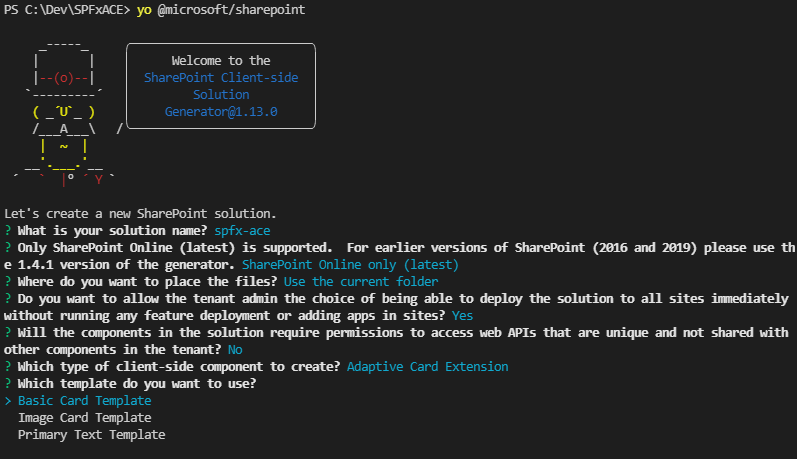 PS C:\Dev\SPFxACE> yo @microsoft/sharepoint
Welcome to the
SharePoint Client-side
Solution
Generator@1.13.0
Let's create a new SharePoint solution.
? What is your solution name? spfx-ace
? Only SharePoint Online (latest) is supported.  For earlier versions of SharePoint (2016 and 2019) please use th
e 1.4.1 version of the generator. SharePoint Online only (latest)
? Where do you want to place the files? Use the current folder
? Do you want to allow the tenant admin the choice of being able to deploy the solution to all sites immediately
without running any feature deployment or adding apps in sites? Yes
? Will the components in the solution require permissions to access web APIs that are unique and not shared with
other components in the tenant? No
? Which type of client-side component to create? Adaptive Card Extension
? Which template do you want to use?
> Basic Card Template
Image Card Template
Primary Text Template